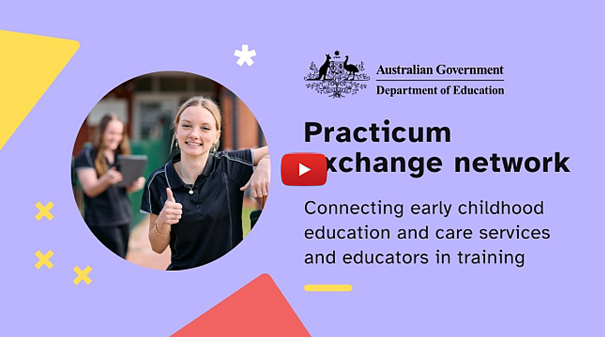 Australian Government
Department of Education
Practicum
xchange network
Connecting early childhood
education and care services
and educators in training